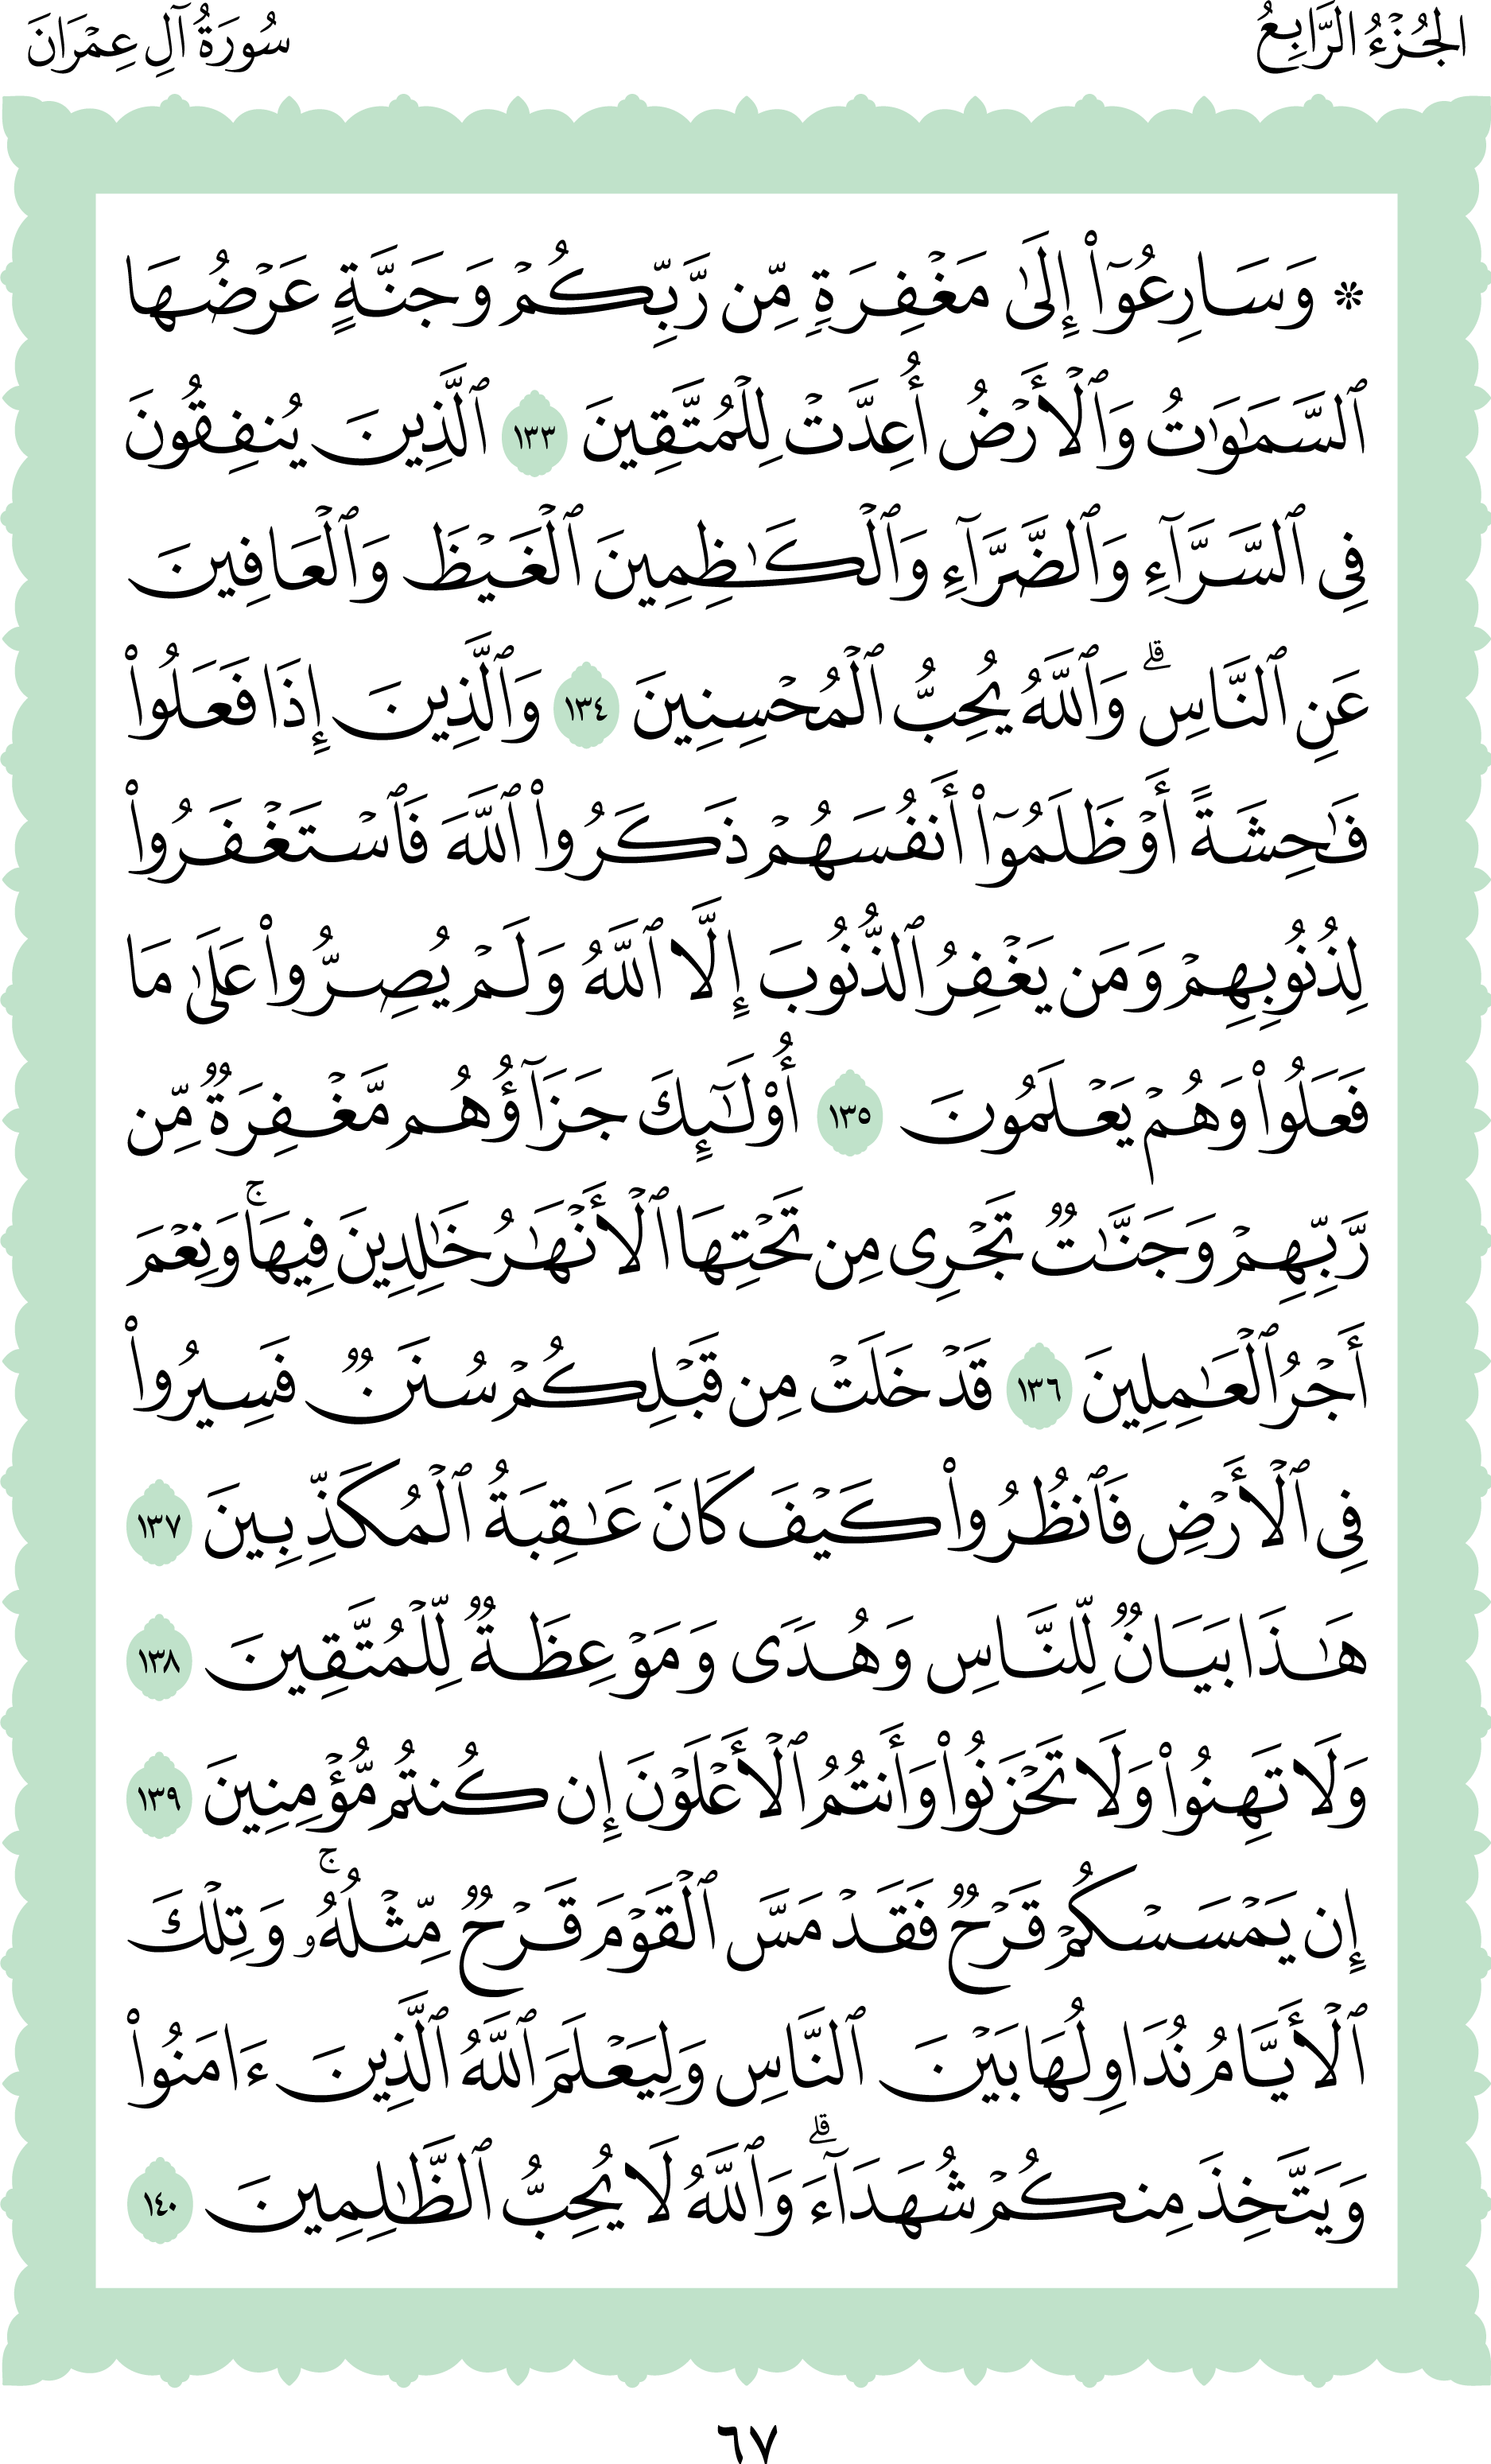 الجُزْءُ الرَّابِعُ
سُورَةُ آلِ عِمْرَانَ
۞ وَسَارِعُوٓا۟ إِلَىٰ مَغْفِرَةٍ مِّن رَّبِّكُمْ وَجَنَّةٍ عَرْضُهَا
ٱلسَّمَـٰوَٰتُ وَٱلْأَرْضُ أُعِدَّتْ لِلْمُتَّقِينَ ١٣٣ ٱلَّذِينَ يُنفِقُونَ
فِى ٱلسَّرَّآءِ وَٱلضَّرَّآءِ وَٱلْكَـٰظِمِينَ ٱلْغَيْظَ وَٱلْعَافِينَ
عَنِ ٱلنَّاسِ ۗ وَٱللَّهُ يُحِبُّ ٱلْمُحْسِنِينَ ١٣٤ وَٱلَّذِينَ إِذَا فَعَلُوا۟
فَـٰحِشَةً أَوْ ظَلَمُوٓا۟ أَنفُسَهُمْ ذَكَرُوا۟ ٱللَّهَ فَٱسْتَغْفَرُوا۟
لِذُنُوبِهِمْ وَمَن يَغْفِرُ ٱلذُّنُوبَ إِلَّا ٱللَّهُ وَلَمْ يُصِرُّوا۟ عَلَىٰ مَا
فَعَلُوا۟ وَهُمْ يَعْلَمُونَ ١٣٥ أُو۟لَـٰٓئِكَ جَزَآؤُهُم مَّغْفِرَةٌ مِّن
رَّبِّهِمْ وَجَنَّـٰتٌ تَجْرِى مِن تَحْتِهَا ٱلْأَنْهَـٰرُ خَـٰلِدِينَ فِيهَا ۚ وَنِعْمَ
أَجْرُ ٱلْعَـٰمِلِينَ ١٣٦ قَدْ خَلَتْ مِن قَبْلِكُمْ سُنَنٌ فَسِيرُوا۟
فِى ٱلْأَرْضِ فَٱنظُرُوا۟ كَيْفَ كَانَ عَـٰقِبَةُ ٱلْمُكَذِّبِينَ ١٣٧
هَـٰذَا بَيَانٌ لِّلنَّاسِ وَهُدًى وَمَوْعِظَةٌ لِّلْمُتَّقِينَ ١٣٨
وَلَا تَهِنُوا۟ وَلَا تَحْزَنُوا۟ وَأَنتُمُ ٱلْأَعْلَوْنَ إِن كُنتُم مُّؤْمِنِينَ ١٣٩
إِن يَمْسَسْكُمْ قَرْحٌ فَقَدْ مَسَّ ٱلْقَوْمَ قَرْحٌ مِّثْلُهُۥ ۚ وَتِلْكَ
ٱلْأَيَّامُ نُدَاوِلُهَا بَيْنَ ٱلنَّاسِ وَلِيَعْلَمَ ٱللَّهُ ٱلَّذِينَ ءَامَنُوا۟
وَيَتَّخِذَ مِنكُمْ شُهَدَآءَ ۗ وَٱللَّهُ لَا يُحِبُّ ٱلظَّـٰلِمِينَ ١٤٠
٦٧